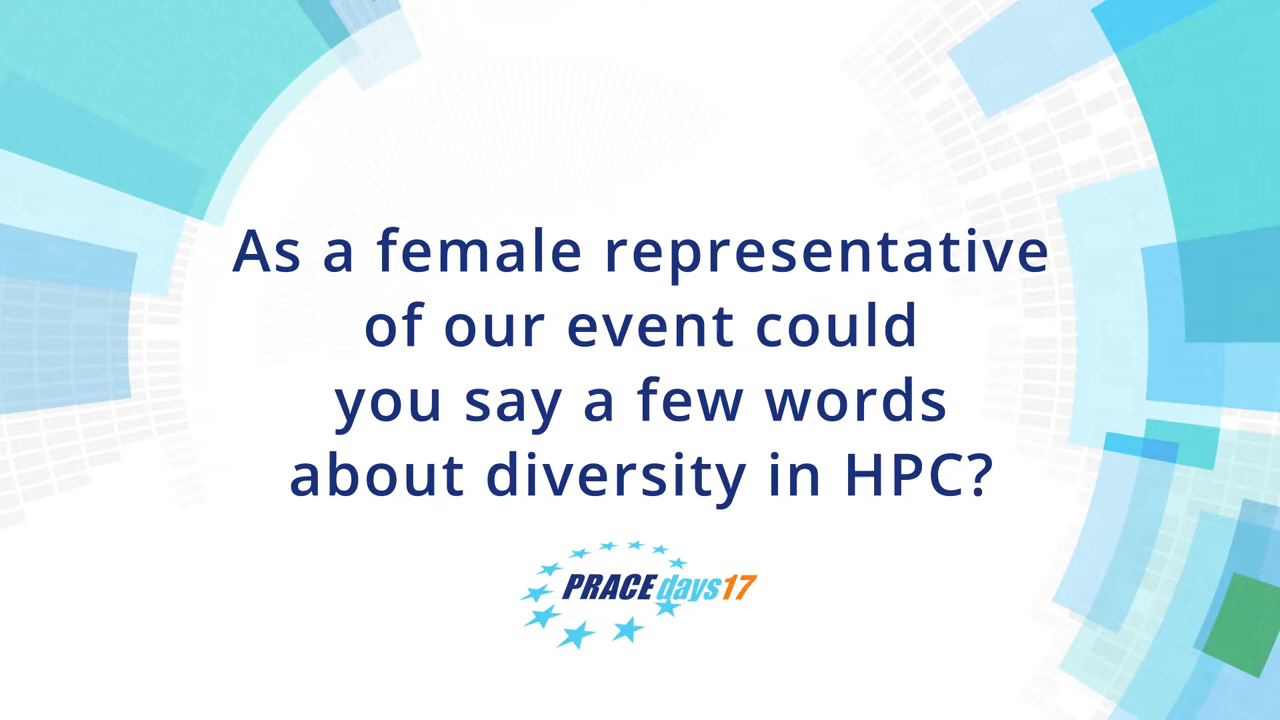 As a female representative
of our event could
you say a few words
about diversity in HPC?
PRACEdays17